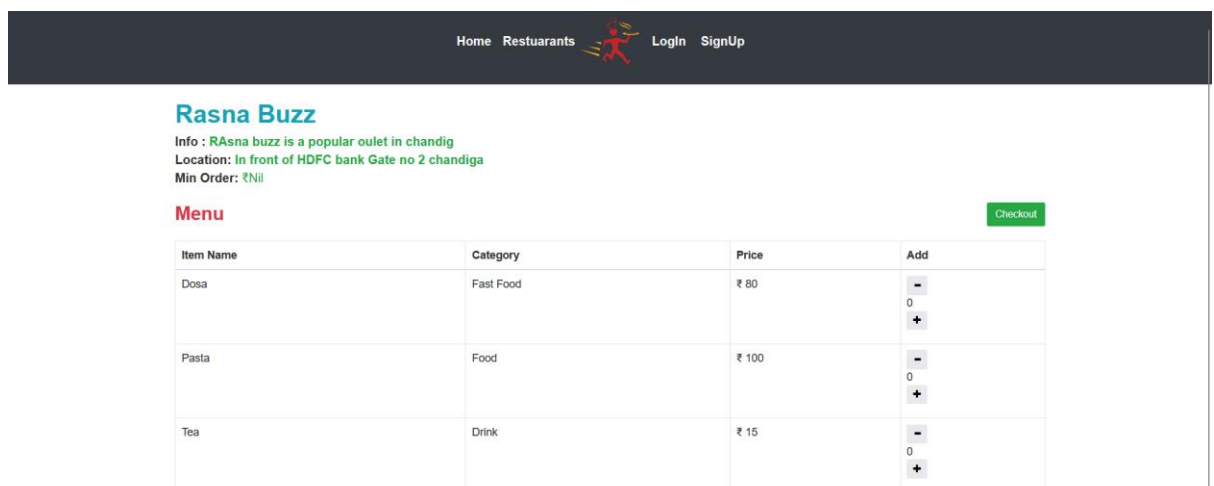 Home Restuarants LogIn SignUp
Rasna Buzz
Info : RAsna buzz is a popular oulet in chandig
Location: In front of HDFC bank Gate no 2 chandiga
Min Order: ₹Nil
Menu Checkout
Item Name Category Price Add
Dosa Fast Food ₹ 80 -
0
+
Pasta Food ₹ 100 -
0
+
Tea Drink ₹ 15 -
0
+